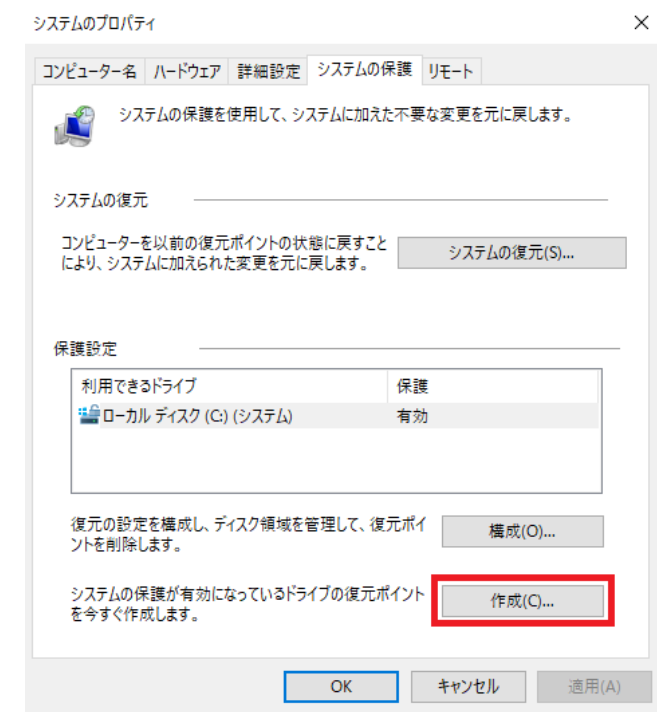 システムのプロパティ
コンピューター名 ハードウェア 詳細設定 システムの保護 リモート
システムの保護を使用して、システムに加えた不要な変更を元に戻します。
システムの復元
コンピューターを以前の復元ポイントの状態に戻すこと
により、システムに加えられた変更を元に戻します。
システムの復元(S)...
保護設定
利用できるドライブ 保護
ローカル ディスク (C:) (システム) 有効
復元の設定を構成し、ディスク領域を管理して、復元ポイ
ントを削除します。
構成(O)...
システムの保護が有効になっているドライブの復元ポイント
を今すぐ作成します。
作成(C)...
OK キャンセル 適用(A)